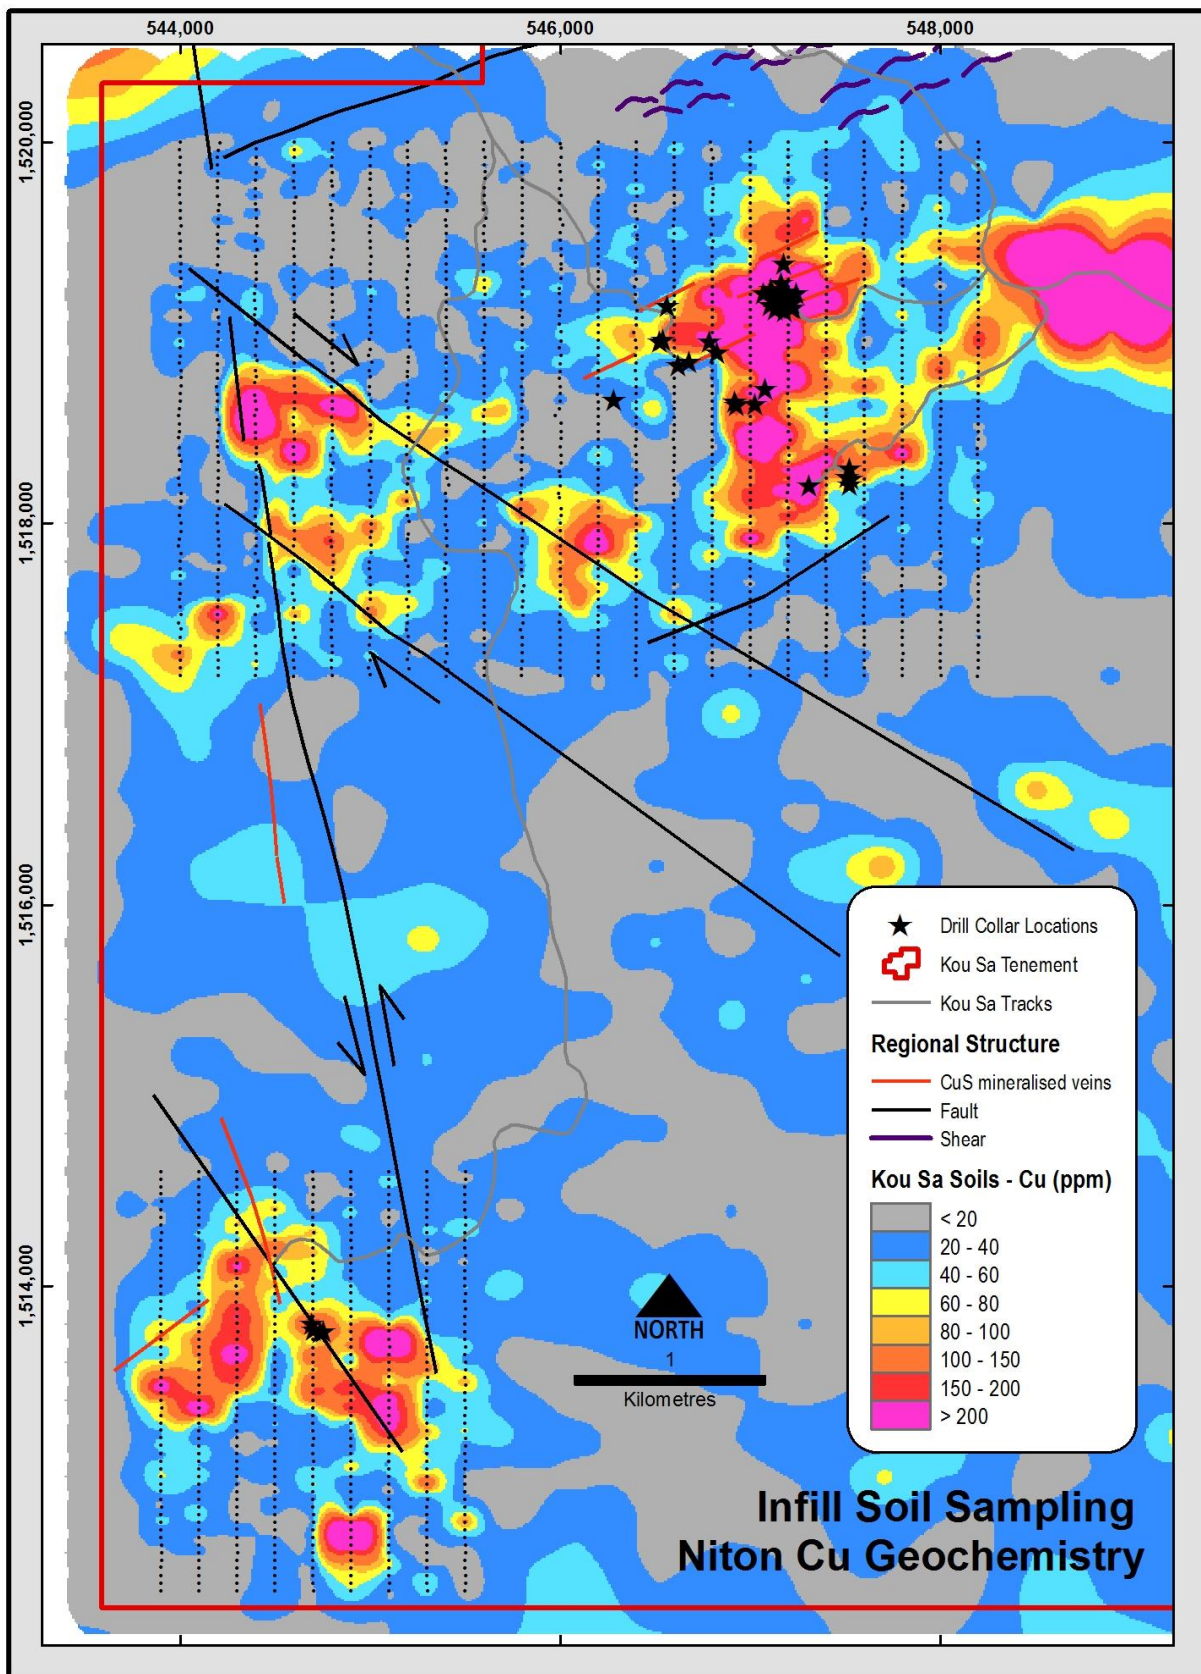 544,000
546,000
548,000
1,520,000
1,518,000
1,516,000
1,514,000
Drill Collar Locations
Kou Sa Tenement
Kou Sa Tracks
Regional Structure
CuS mineralised veins
Fault
Shear
Kou Sa Soils - Cu (ppm)
< 20
20 - 40
40 - 60
60 - 80
80 - 100
100 - 150
150 - 200
> 200
NORTH
1
Kilometres
Infill Soil Sampling
Niton Cu Geochemistry